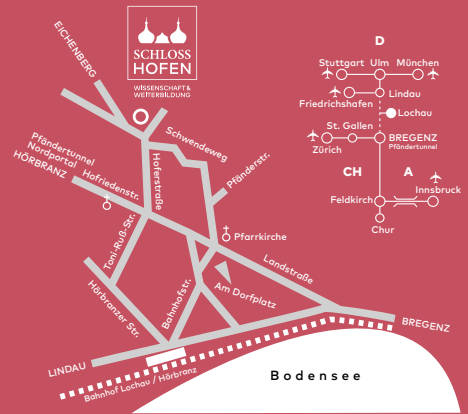 SCHLOSS
HOFEN
WISSENSCHAFT &
WEITERBILDUNG
EICHENBERG
Schwendeweg
Pfändertunnel
Nordportal
HÖRBRANZ
Hofriedenstr.
Hoferstraße
Pfänderstr.
Toni-Ruß-Str.
Pfarrkirche
Landstraße
Hörbranzer Str.
Bahnhofstr.
Am Dorfplatz
LINDAU
Bahnhof Lochau / Hörbranz
BREGENZ
Bodensee
D
Stuttgart Ulm München
Lindau
Friedrichshafen
Lochau
St. Gallen
BREGENZ
Pfändertunnel
Zürich
CH A
Innsbruck
Feldkirch
Chur